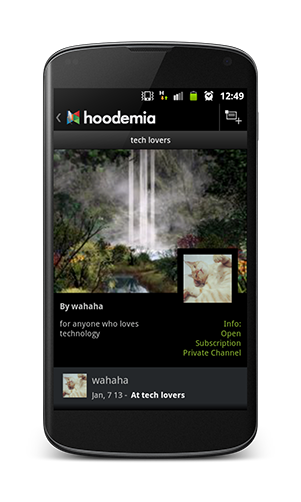 H 12:49
hoodemia
tech lovers
By wahaha
for anyone who loves
technology
Info:
Open
Subscription
Private Channel
wahaha
Jan, 7 13 - At tech lovers